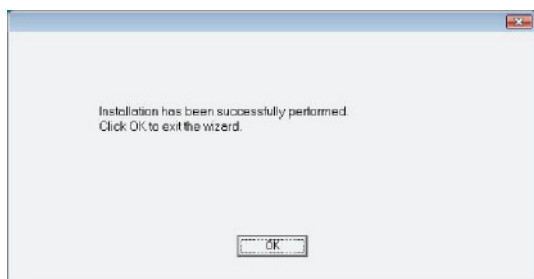 Installation has been successfully performed.
Click OK to exit the wizard.
OK